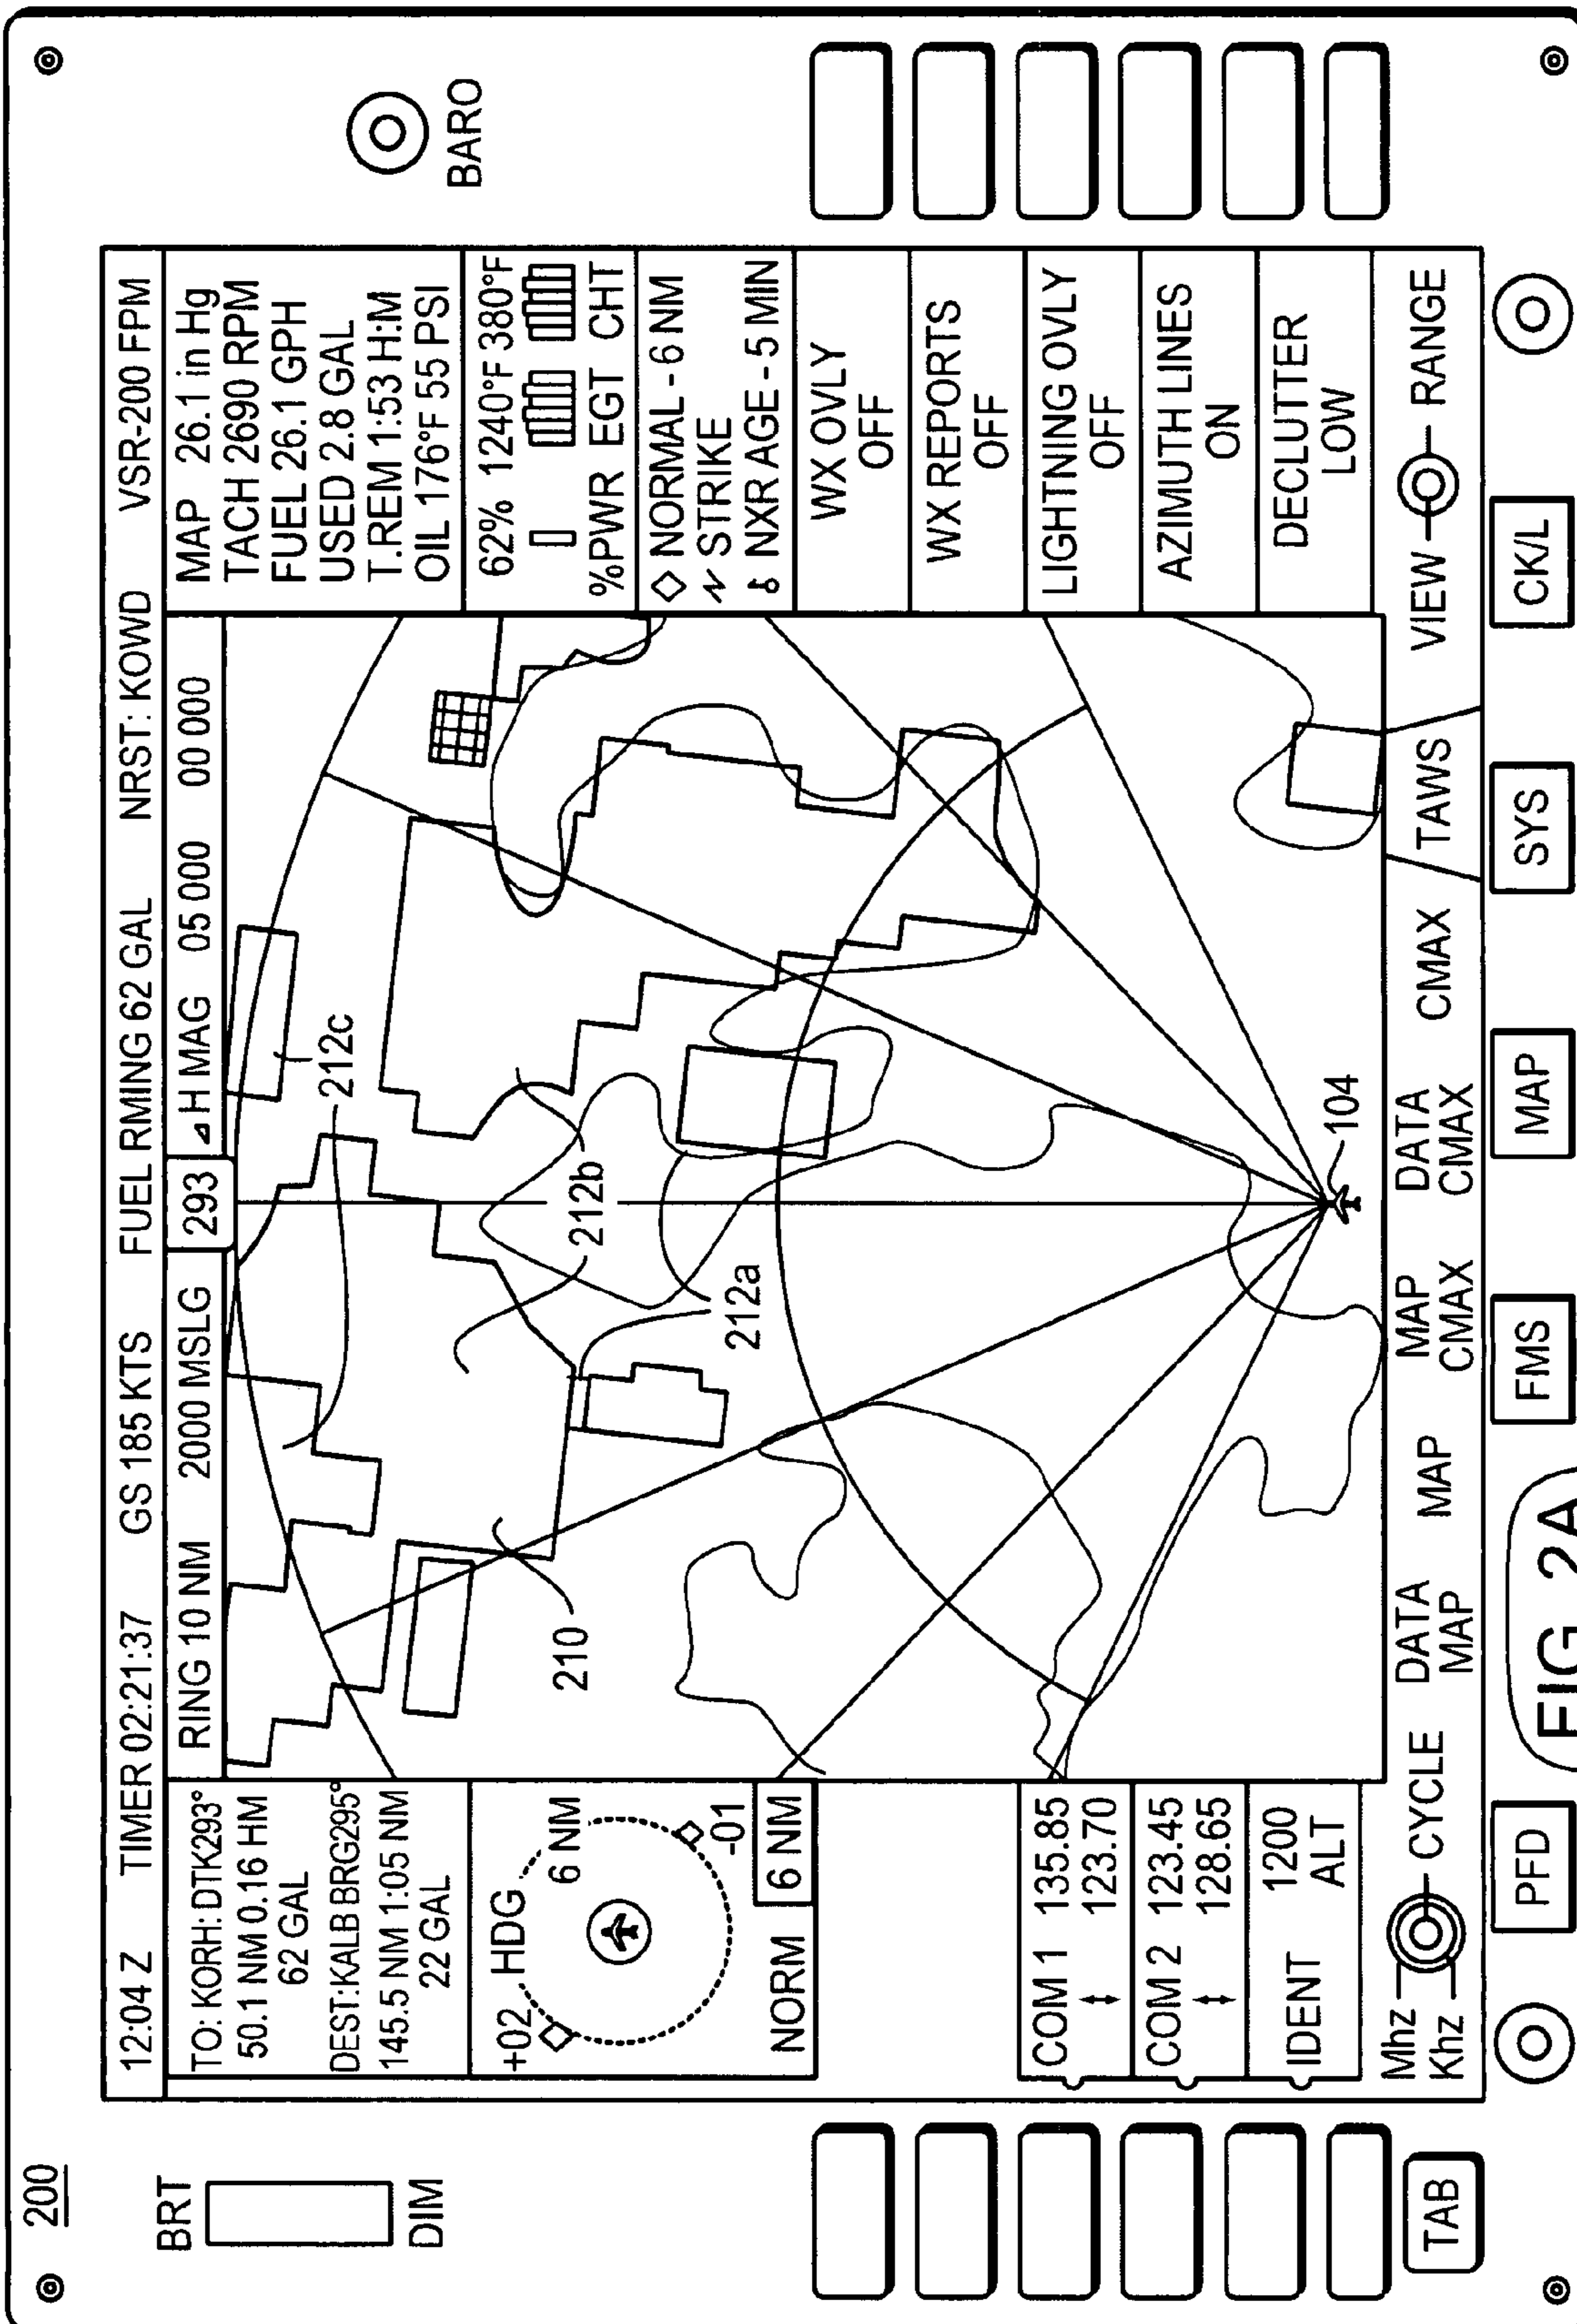 200
BRT
DIM
BARO
12:04 Z TIMER 02:21:37 GS 185 KTS FUEL RMING 62 GAL NRST: KOWD VSR-200 FPM
TO: KORH: DTK293°
50.1 NM 0.16 HM
62 GAL
DEST:KALB BRG295°
145.5 NM 1:05 NM
22 GAL
+02 HDG
6 NM
-01
NORM 6 NM
COM 1 135.85
123.70
COM 2 123.45
128.65
IDENT 1200
ALT
RING 10 NM 2000 MSLG 293 H MAG 05 000 00 000
212c
212b
212a
210
104
MAP 26.1 in Hg
TACH 2690 RPM
FUEL 26.1 GPH
USED 2.8 GAL
T.REM 1:53 H:M
OIL 176°F 55 PSI
62% 1240°F 380°F
%PWR EGT CHT
NORMAL - 6 NM
STRIKE
NXR AGE - 5 MIN
WX OVLY
OFF
WX REPORTS
OFF
LIGHTNING OVLY
OFF
AZIMUTH LINES
ON
DECLUTTER
LOW
Mhz
Khz
CYCLE
DATA
MAP
MAP
MAP
CMAX
DATA
CMAX
CMAX
TAWS
VIEW
RANGE
TAB
PFD
FMS
MAP
SYS
CK/L
FIG. 2A